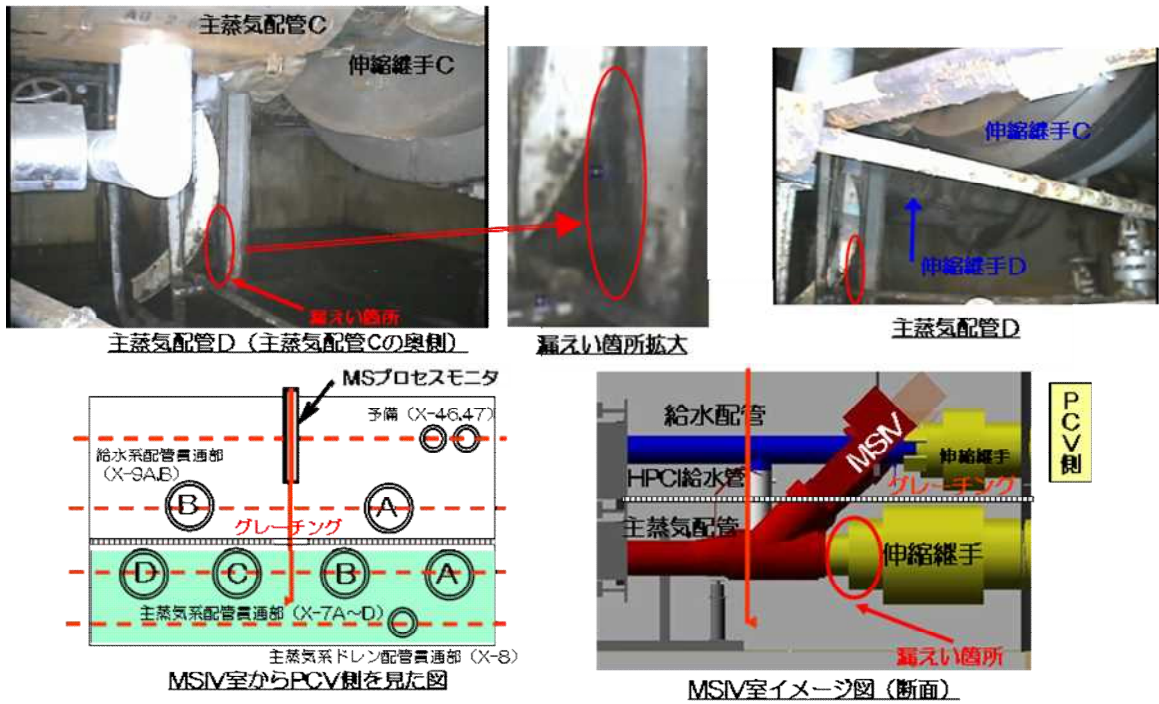 主蒸気配管C
伸縮継手C
漏えい箇所
主蒸気配管D（主蒸気配管Cの奥側）
漏えい箇所拡大
伸縮継手C
伸縮継手D
主蒸気配管D
MSプロセスモニタ
予備（X-46,47）
給水系配管貫通部
（X-9A,B）
B
A
グレーチング
D
C
B
A
主蒸気系配管貫通部（X-7A～D）
主蒸気系ドレン配管貫通部（X-8）
MSIV室からPCV側を見た図
給水配管
MSIV
伸縮継手
PCV側
HPCI給水管
グレーチング
主蒸気配管
伸縮継手
漏えい箇所
MSIV室イメージ図（断面）